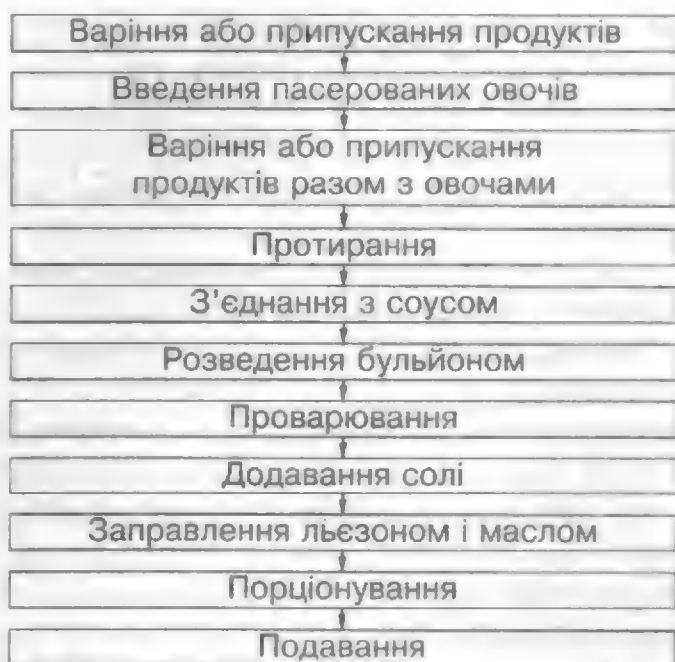 Варіння або припускання продуктів
Введення пасерованих овочів
Варіння або припускання
продуктів разом з овочами
Протирання
З’єднання з соусом
Розведення бульйоном
Проварювання
Додавання солі
Заправлення льєзоном і маслом
Порціонування
Подавання